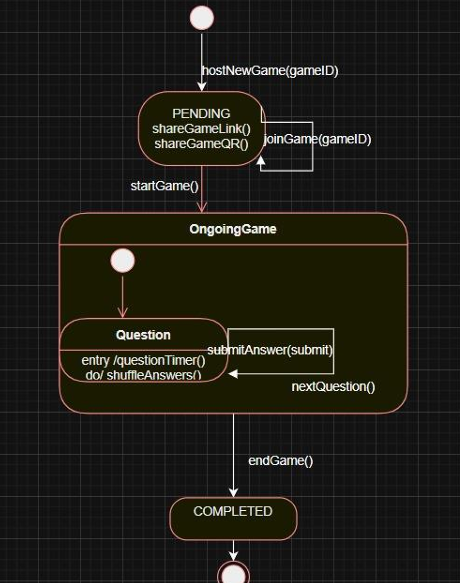 hostNewGame(gameID)
PENDING
shareGameLink()
shareGameQR()
joinGame(gameID)
startGame()
OngoingGame
Question
entry /questionTimer()
do/ shuffleAnswers()
submitAnswer(submit)
nextQuestion()
endGame()
COMPLETED